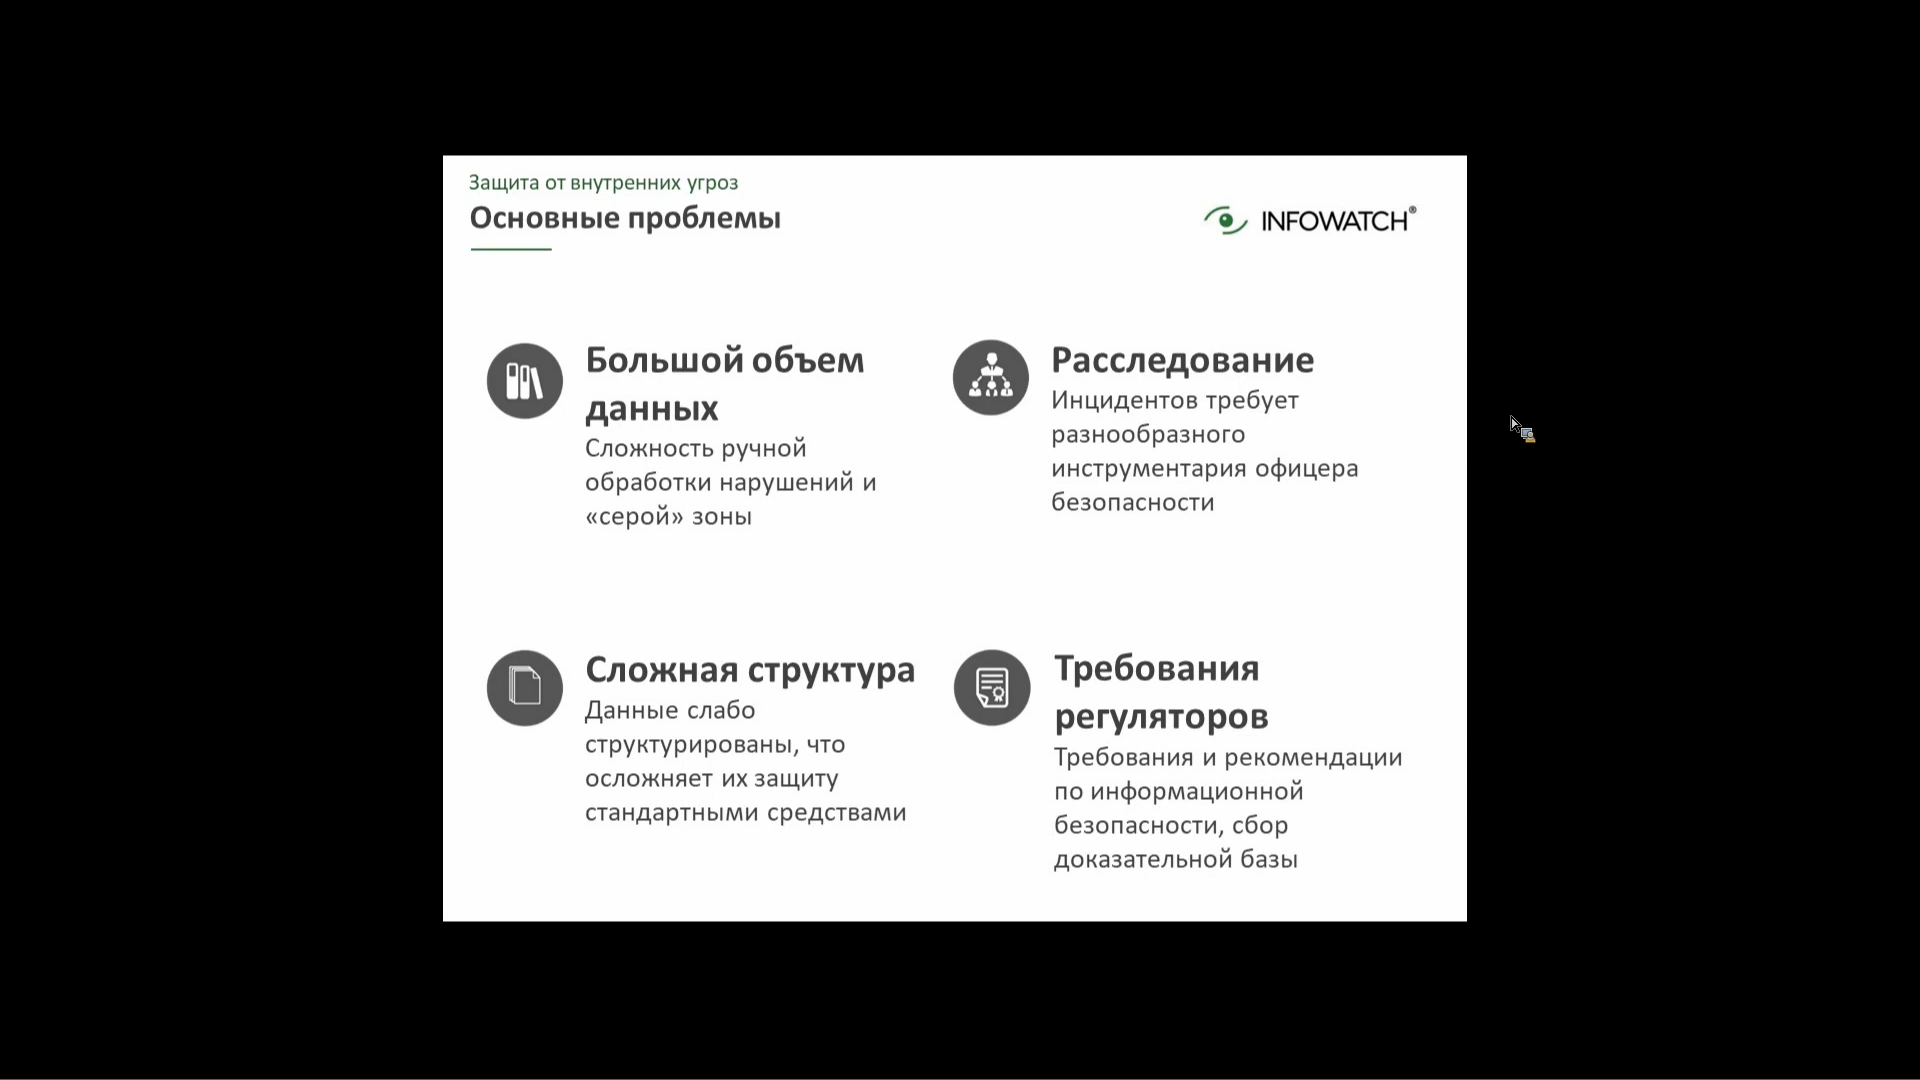 Защита от внутренних угроз
Основные проблемы
INFOWATCH®
Большой объем
данных
Сложность ручной
обработки нарушений и
«серой» зоны
Расследование
Инцидентов требует
разнообразного
инструментария офицера
безопасности
Сложная структура
Данные слабо
структурированы, что
осложняет их защиту
стандартными средствами
Требования
регуляторов
Требования и рекомендации
по информационной
безопасности, сбор
доказательной базы